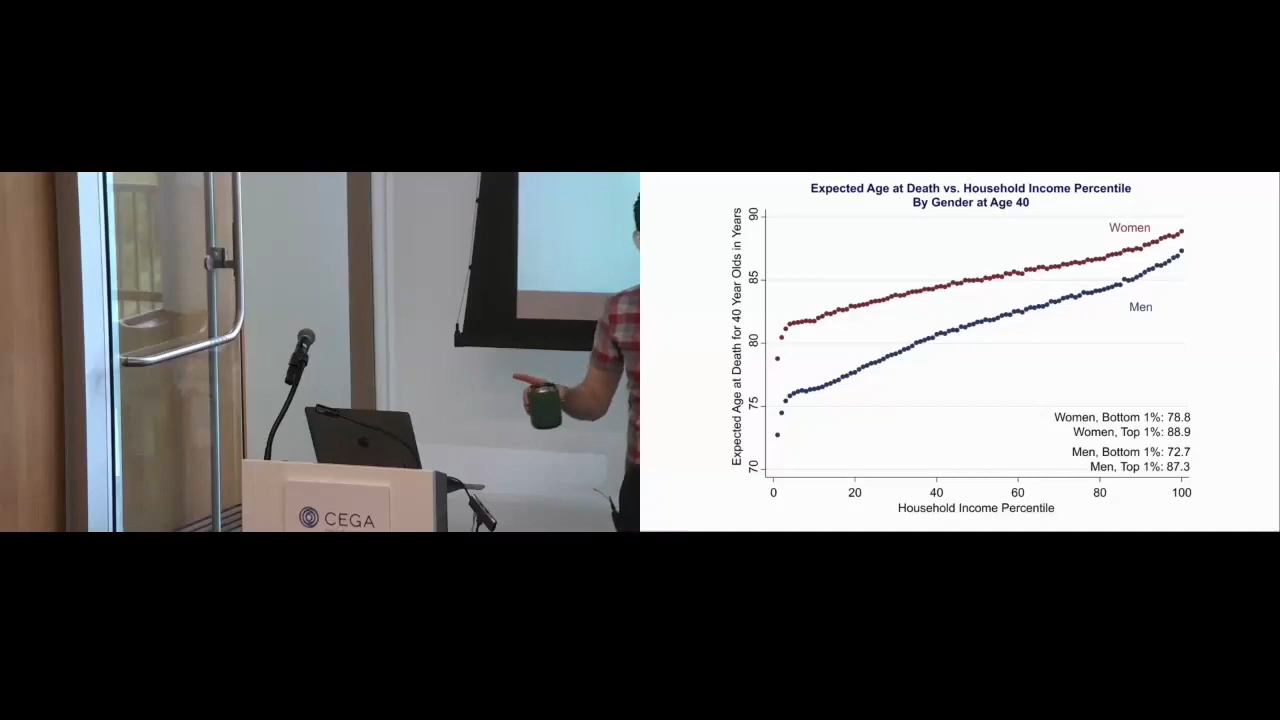 CEGA
Expected Age at Death vs. Household Income Percentile
By Gender at Age 40
Expected Age at Death for 40 Year Olds in Years
90
85
80
75
70
Women
Men
Women, Bottom 1%: 78.8
Women, Top 1%: 88.9
Men, Bottom 1%: 72.7
Men, Top 1%: 87.3
0 20 40 60 80 100
Household Income Percentile